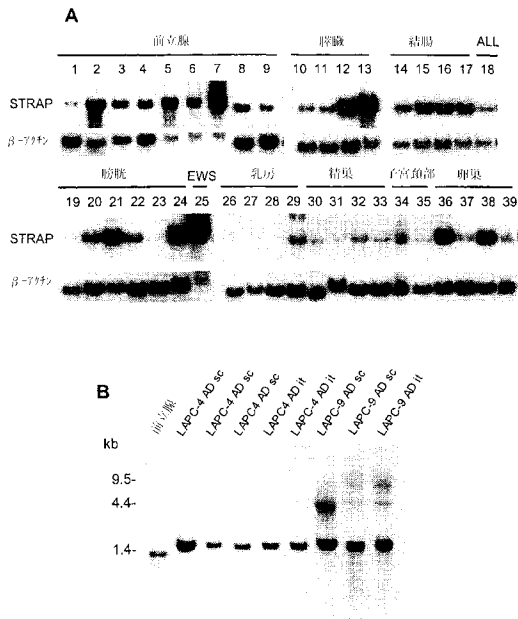 A
前立腺 膵臓 結腸 ALL
1 2 3 4 5 6 7 8 9 10 11 12 13 14 15 16 17 18
STRAP
β-アクチン
膀胱 EWS 乳房 精巣 子宮頚部 卵巣
19 20 21 22 23 24 25 26 27 28 29 30 31 32 33 34 35 36 37 38 39
STRAP
β-アクチン
B
前立腺 LAPC-4 AD sc LAPC-4 AD sc LAPC-4 AD sc LAPC-4 AD it LAPC-4 AD it LAPC-9 AD sc LAPC-9 AD sc LAPC-9 AD it
kb
9.5-
4.4-
1.4-